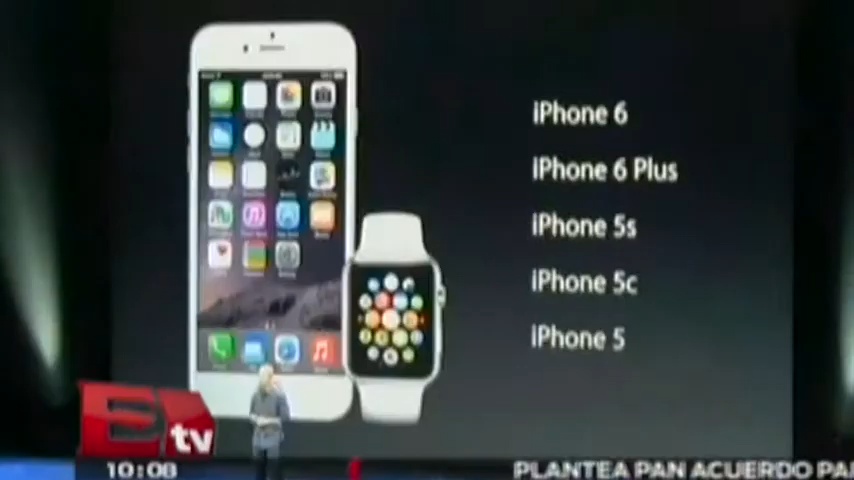 iPhone 6
iPhone 6 Plus
iPhone 5s
iPhone 5c
iPhone 5
E
tv
10:08
PLANTEA PAN ACUERDO PA